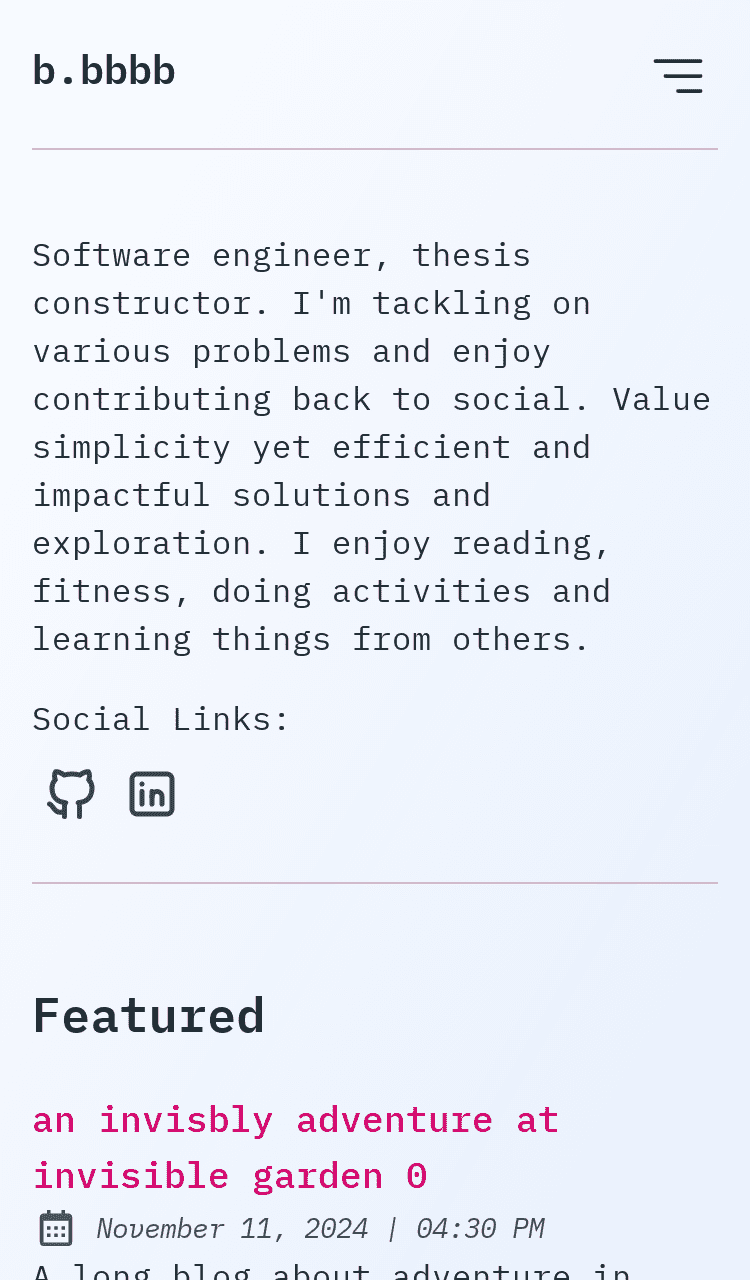 b.bbbb
Software engineer, thesis
constructor. I'm tackling on
various problems and enjoy
contributing back to social. Value
simplicity yet efficient and
impactful solutions and
exploration. I enjoy reading,
fitness, doing activities and
learning things from others.
Social Links:
in
Featured
an invisbly adventure at
invisible garden 0
November 11, 2024 | 04:30 PM
A long blog about adventure in